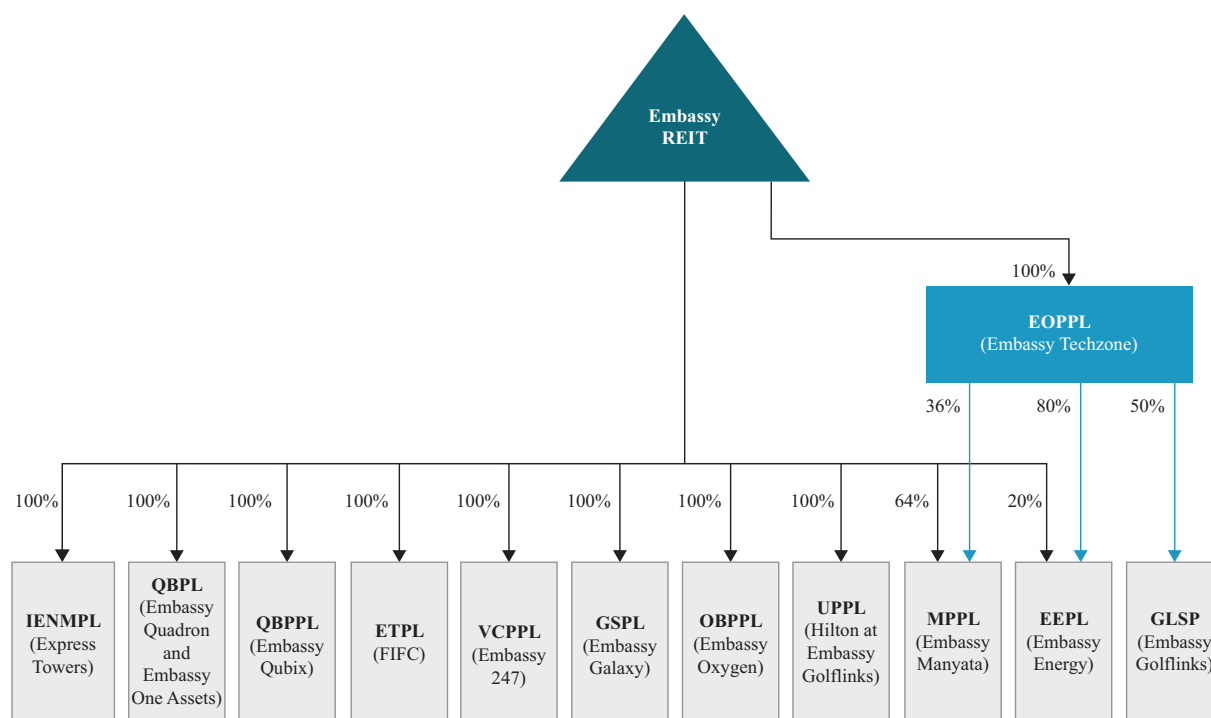 Embassy
REIT
100%
EOPPL
(Embassy Techzone)
36%
80%
50%
100%
100%
100%
100%
100%
100%
100%
100%
64%
20%
IENMPL
(Express
Towers)
QBPL
(Embassy
Quadron
and
Embassy
One Assets)
QBPPL
(Embassy
Qubix)
ETPL
(FIFC)
VCPPL
(Embassy
247)
GSPL
(Embassy
Galaxy)
OBPPL
(Embassy
Oxygen)
UPPL
(Hilton at
Embassy
Golflinks)
MPPL
(Embassy
Manyata)
EEPL
(Embassy
Energy)
GLSP
(Embassy
Golflinks)